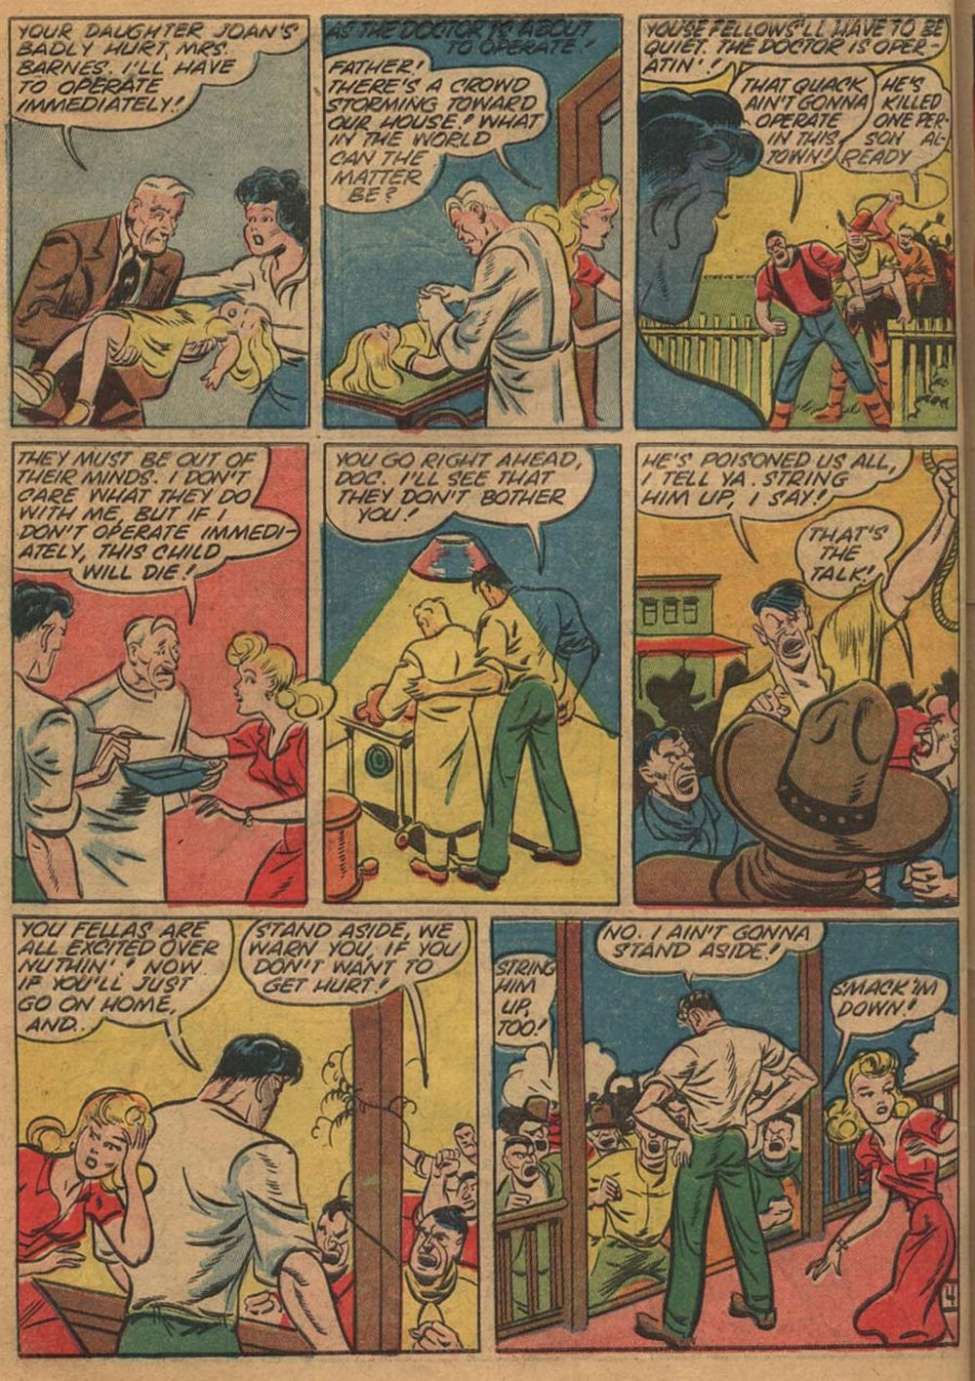 YOUR DAUGHTER JOAN'S
BADLY HURT, MRS.
BARNES. I'LL HAVE
TO OPERATE
IMMEDIATELY!
AS THE DOCTOR IS ABOUT
TO OPERATE!
FATHER!
THERE'S A CROWD
STORMING TOWARD
OUR HOUSE! WHAT
IN THE WORLD
CAN THE
MATTER
BE?
YOUSE FELLOWS'LL HAVE TO BE
QUIET. THE DOCTOR IS OPER-
ATIN'!
THAT QUACK
AIN'T GONNA
OPERATE
IN THIS
TOWN!
HE'S
KILLED
ONE PER-
SON AL-
READY
THEY MUST BE OUT OF
THEIR MINDS. I DON'T
CARE WHAT THEY DO
WITH ME, BUT IF I
DON'T OPERATE IMMEDI-
ATELY, THIS CHILD
WILL DIE!
YOU GO RIGHT AHEAD,
DOC. I'LL SEE THAT
THEY DON'T BOTHER
YOU!
HE'S POISONED US ALL,
I TELL YA. STRING
HIM UP, I SAY!
THAT'S
THE
TALK!
YOU FELLAS ARE
ALL EXCITED OVER
NUTHIN'! NOW
IF YOU'LL JUST
GO ON HOME,
AND..
STAND ASIDE, WE
WARN YOU, IF YOU
DON'T WANT TO
GET HURT!
STRING
HIM
UP,
TOO!
NO. I AIN'T GONNA
STAND ASIDE!
SMACK 'IM
DOWN!
4